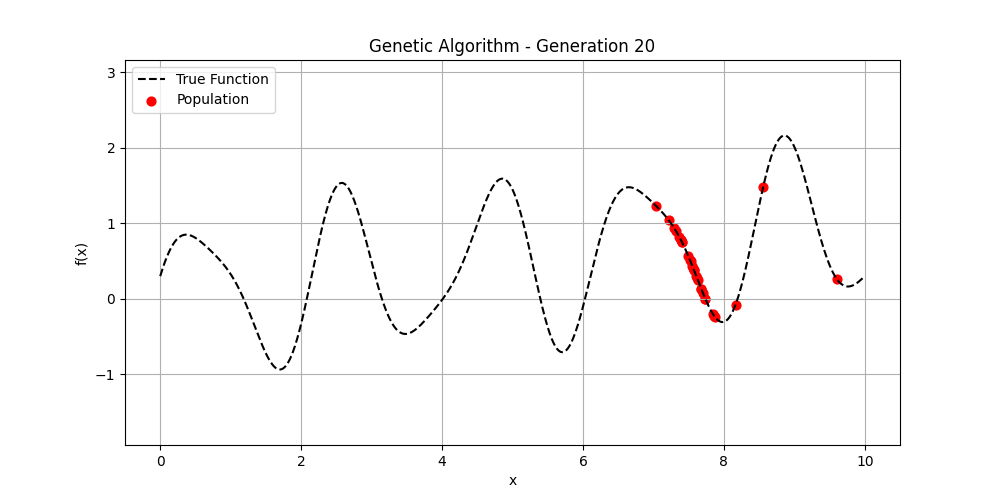 Genetic Algorithm - Generation 20
True Function
Population
f(x)
3
2
1
0
−1
0
2
4
6
8
10
x